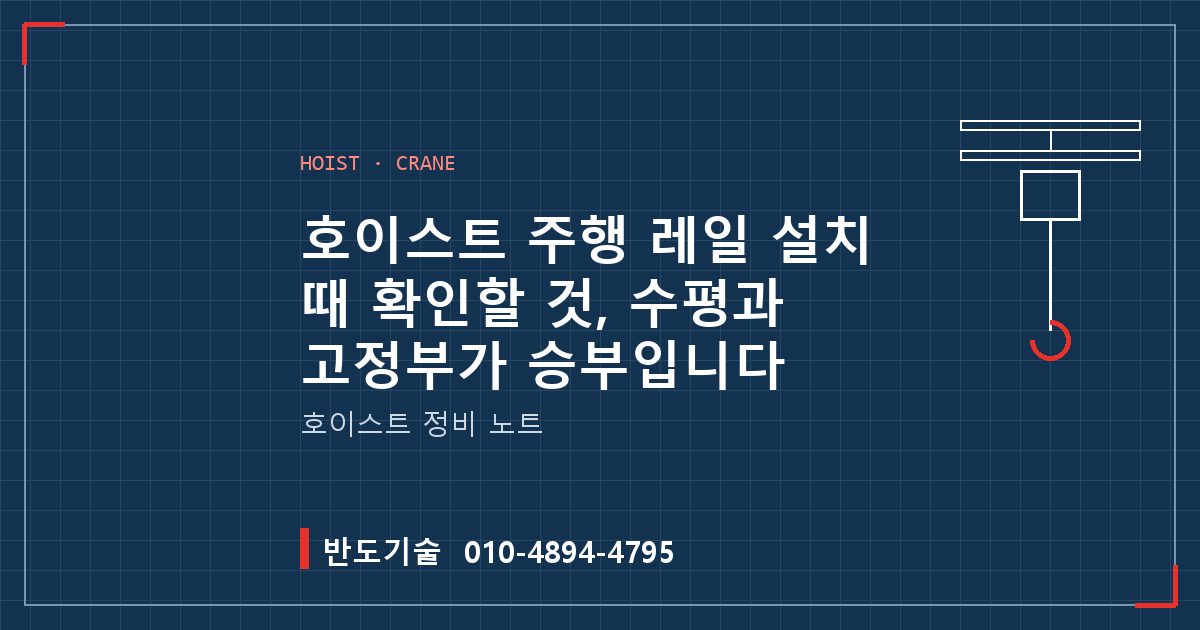 HOIST · CRANE
호이스트 주행 레일 설치
때 확인할 것, 수평과
고정부가 승부입니다
호이스트 정비 노트
반도기술 010-4894-4795